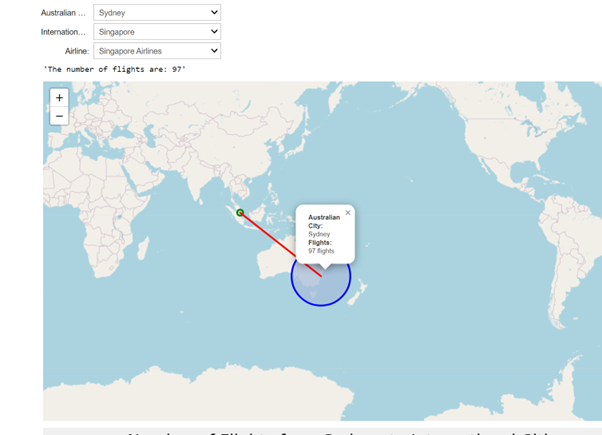 Australian ... Sydney
Internation... Singapore
Airline: Singapore Airlines
'The number of flights are: 97'
+
−
Australian
City:
Sydney
Flights:
97 flights
×